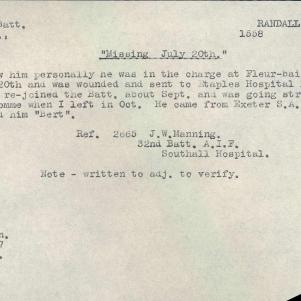 Batt. RANDALL
1558
"Missing July 20th."
him personally he was in the charge at Fleur-bai
20th and was wounded and sent to Etaples Hospital
re-joined the Batt. about Sept. and was going str
omme when I left in Oct. He came from Exeter S.A.
d him "Bert".
Ref. 2665 J.W.Manning.
32nd Batt. A.I.F.
Southall Hospital.
Note - written to adj. to verify.
n.
7